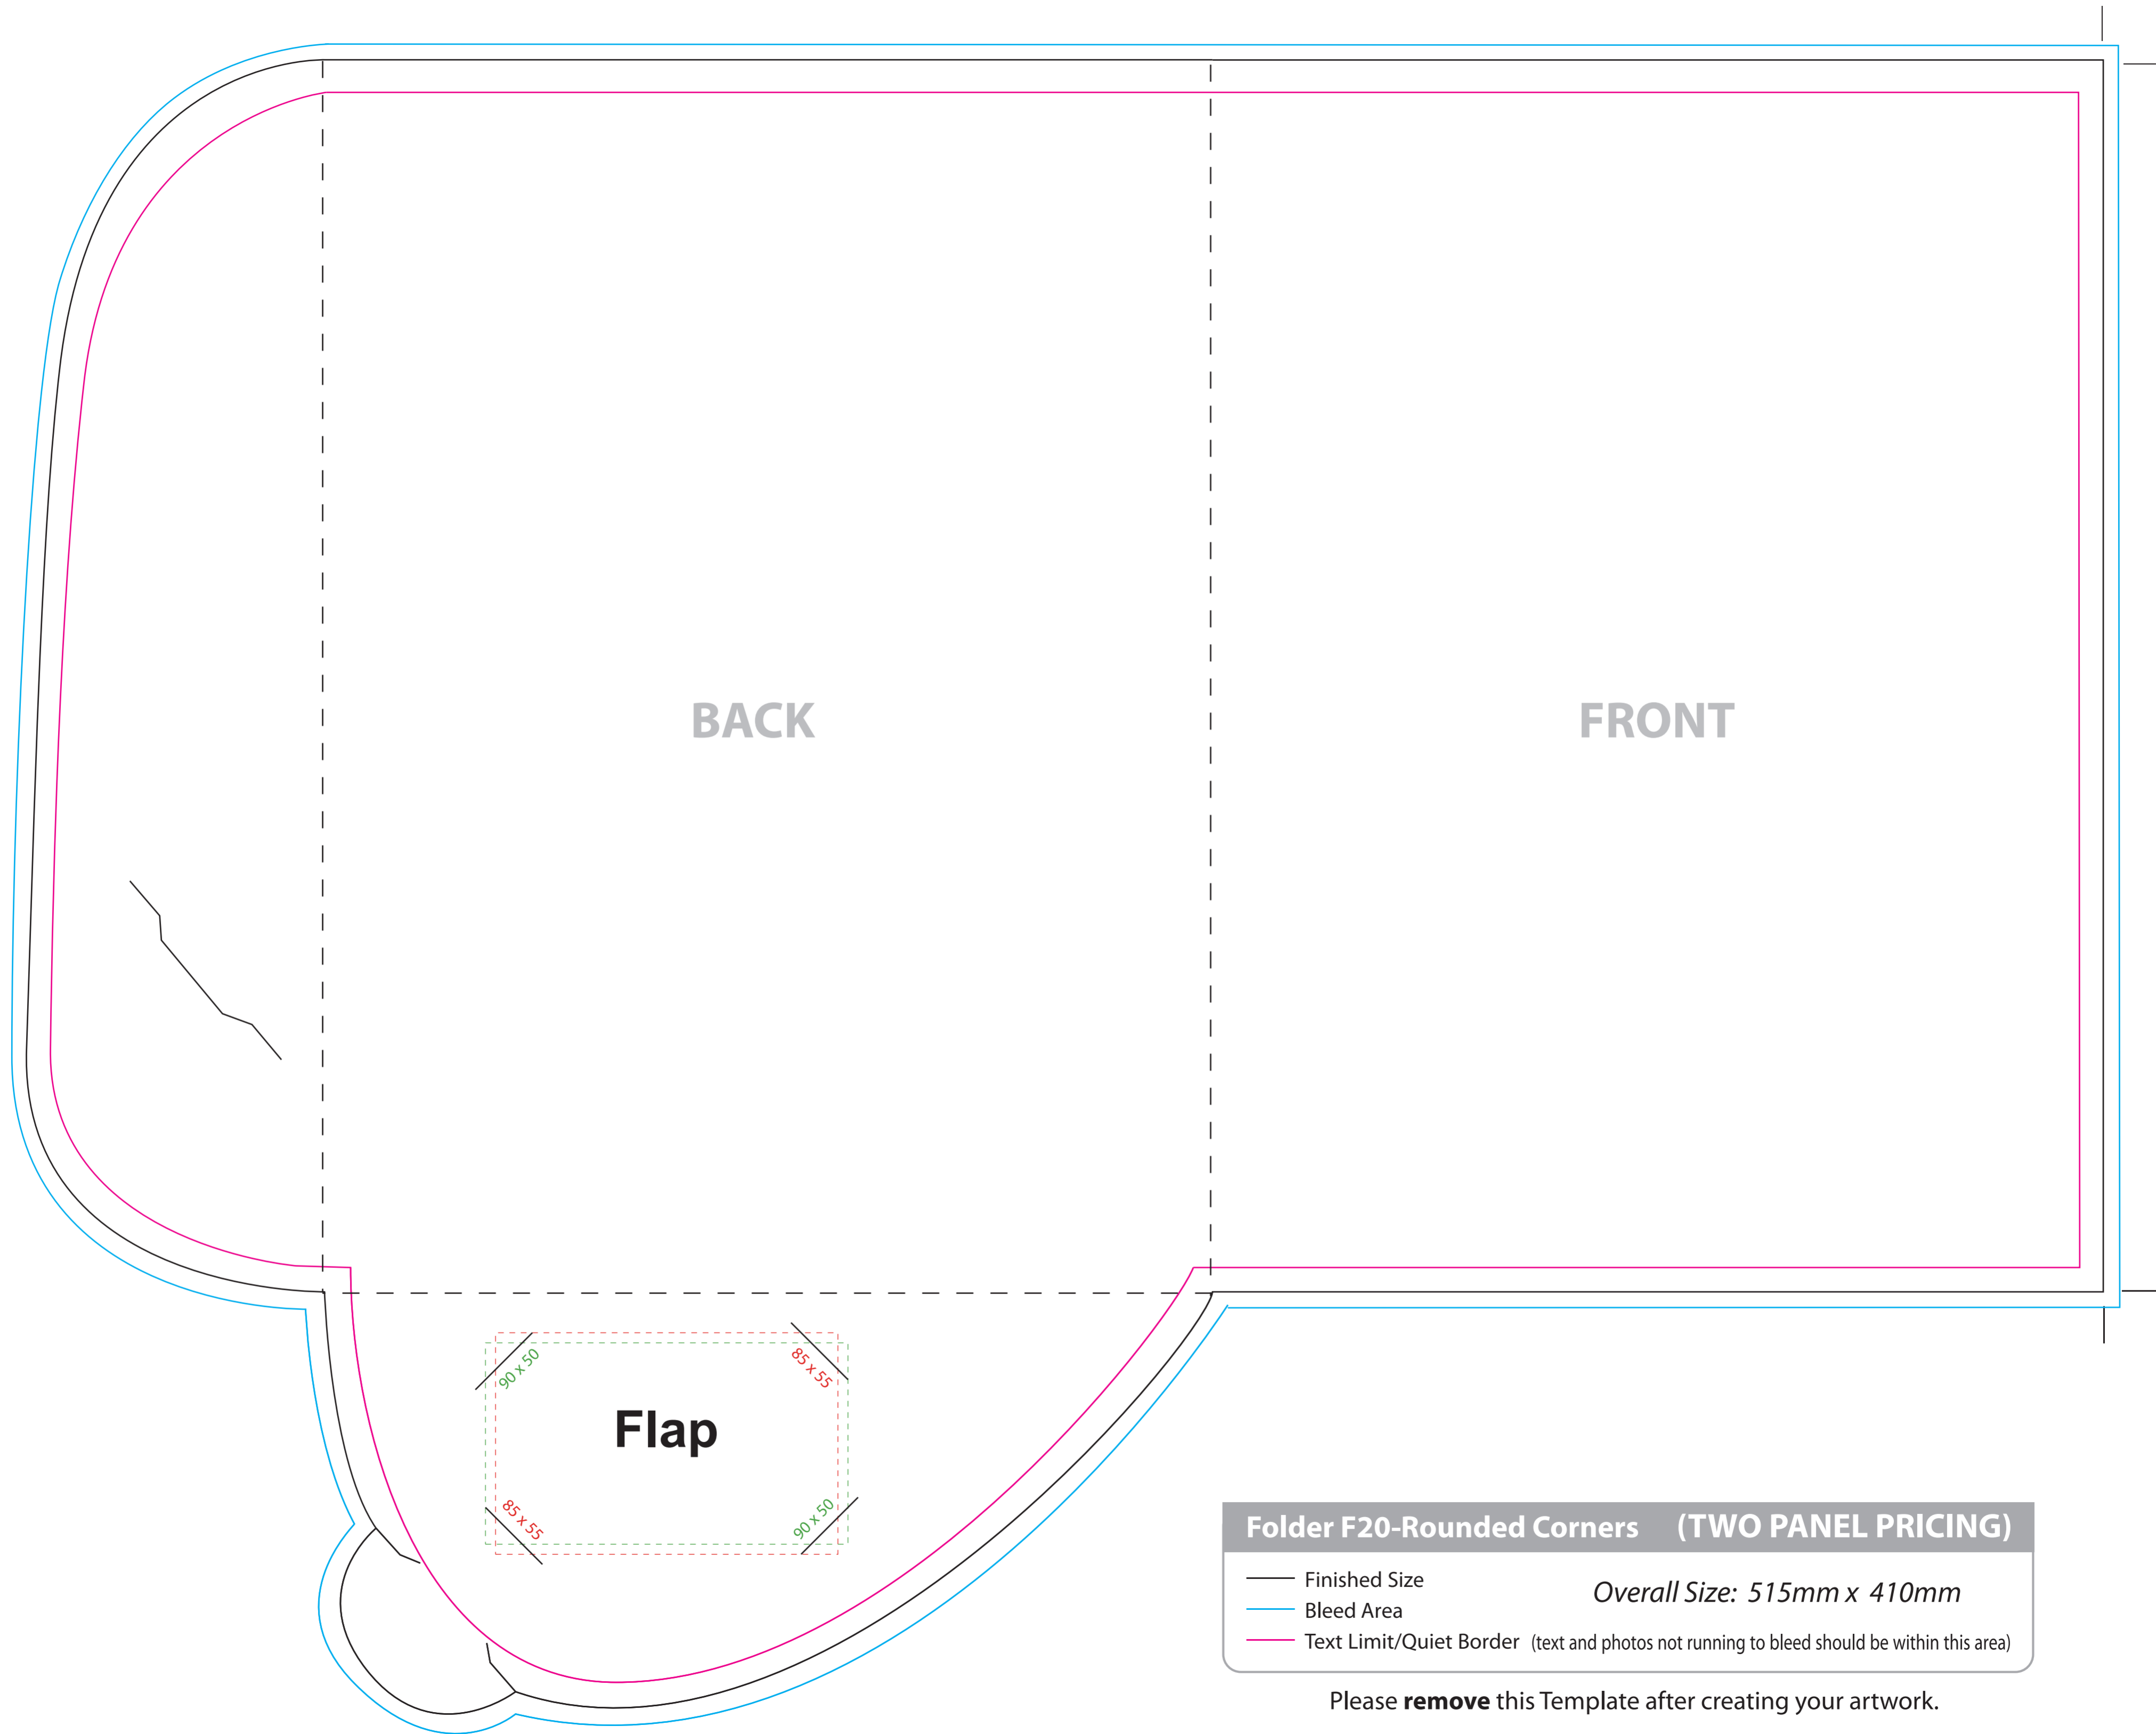 BACK
FRONT
90 x 50
85 x 55
Flap
85 x 55
90 x 50
Folder F20-Rounded Corners (TWO PANEL PRICING)
Finished Size
Overall Size: 515mm x 410mm
Bleed Area
Text Limit/Quiet Border (text and photos not running to bleed should be within this area)
Please remove this Template after creating your artwork.